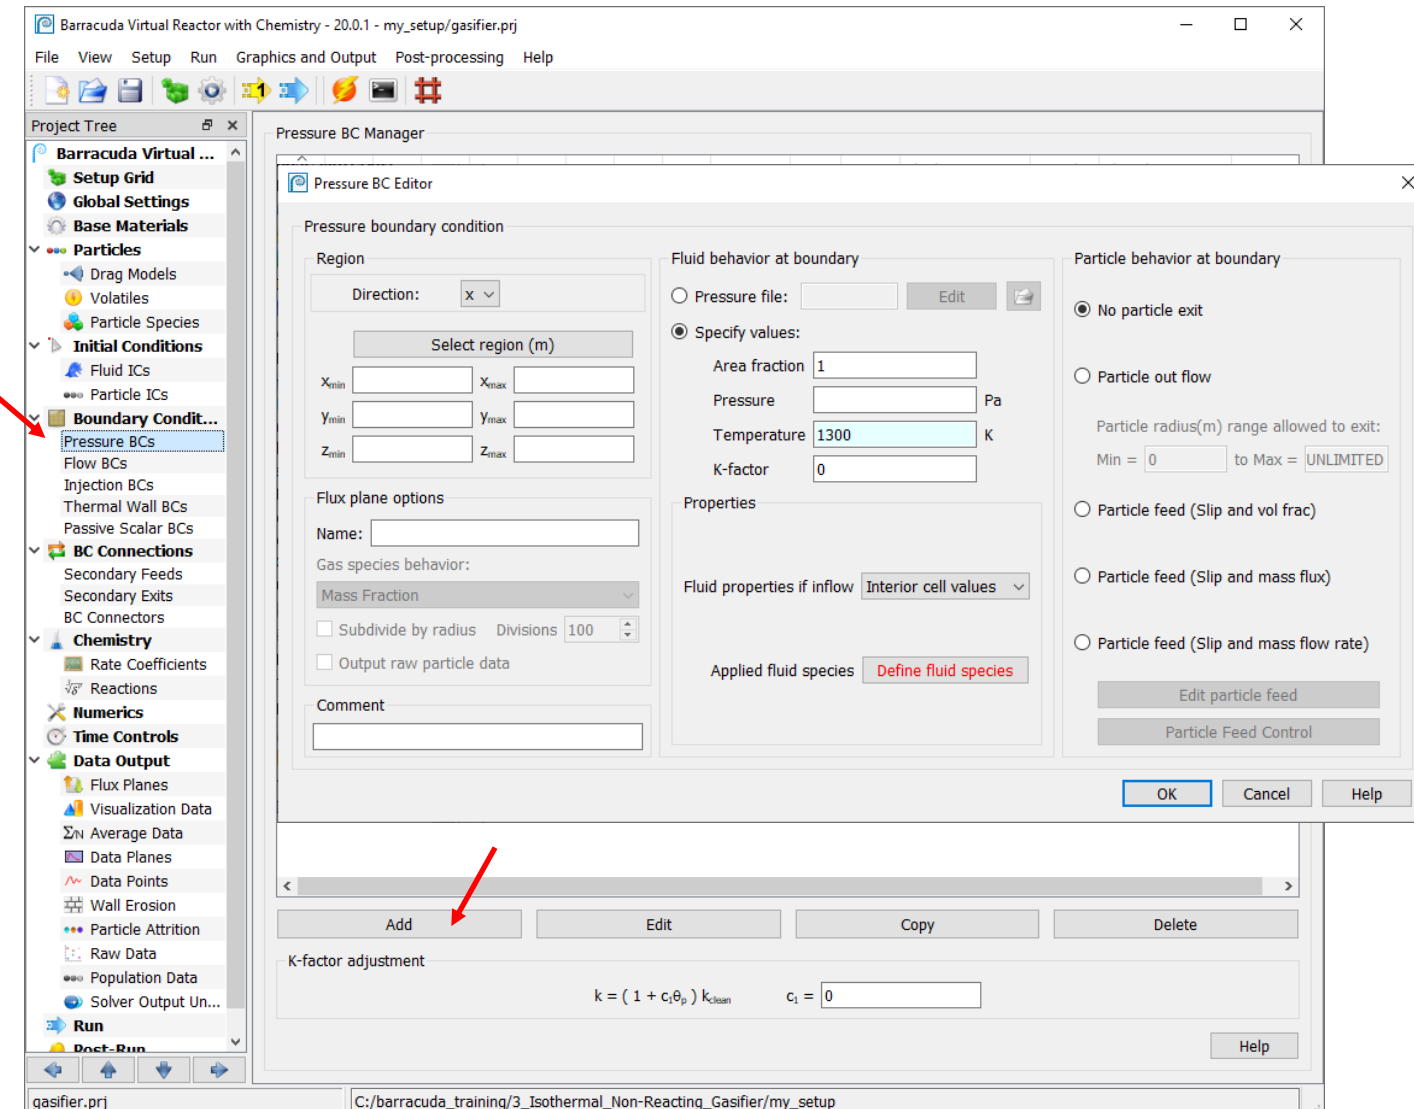 Barracuda Virtual Reactor with Chemistry - 20.0.1 - my_setup/gasifier.prj
File View Setup Run Graphics and Output Post-processing Help
1
Project Tree
Barracuda Virtual ...
Setup Grid
Global Settings
Base Materials
Particles
Drag Models
Volatiles
Particle Species
Initial Conditions
Fluid ICs
Particle ICs
Boundary Condit...
Pressure BCs
Flow BCs
Injection BCs
Thermal Wall BCs
Passive Scalar BCs
BC Connections
Secondary Feeds
Secondary Exits
BC Connectors
Chemistry
Rate Coefficients
Reactions
Numerics
Time Controls
Data Output
Flux Planes
Visualization Data
Average Data
Data Planes
Data Points
Wall Erosion
Particle Attrition
Raw Data
Population Data
Solver Output Un...
Run
Post-Run
Pressure BC Manager
Pressure BC Editor
Pressure boundary condition
Region
Direction: x
Select region (m)
xmin xmax
ymin ymax
zmin zmax
Flux plane options
Name:
Gas species behavior:
Mass Fraction
Subdivide by radius Divisions 100
Output raw particle data
Comment
Fluid behavior at boundary
Pressure file: Edit
Specify values:
Area fraction 1
Pressure Pa
Temperature 1300 K
K-factor 0
Properties
Fluid properties if inflow Interior cell values
Applied fluid species Define fluid species
Particle behavior at boundary
No particle exit
Particle out flow
Particle radius(m) range allowed to exit:
Min = 0 to Max = UNLIMITED
Particle feed (Slip and vol frac)
Particle feed (Slip and mass flux)
Particle feed (Slip and mass flow rate)
Edit particle feed
Particle Feed Control
OK Cancel Help
Add Edit Copy Delete
K-factor adjustment
k = ( 1 + c₁θₚ ) kclean c₁ = 0
Help
gasifier.prj C:/barracuda_training/3_Isothermal_Non-Reacting_Gasifier/my_setup